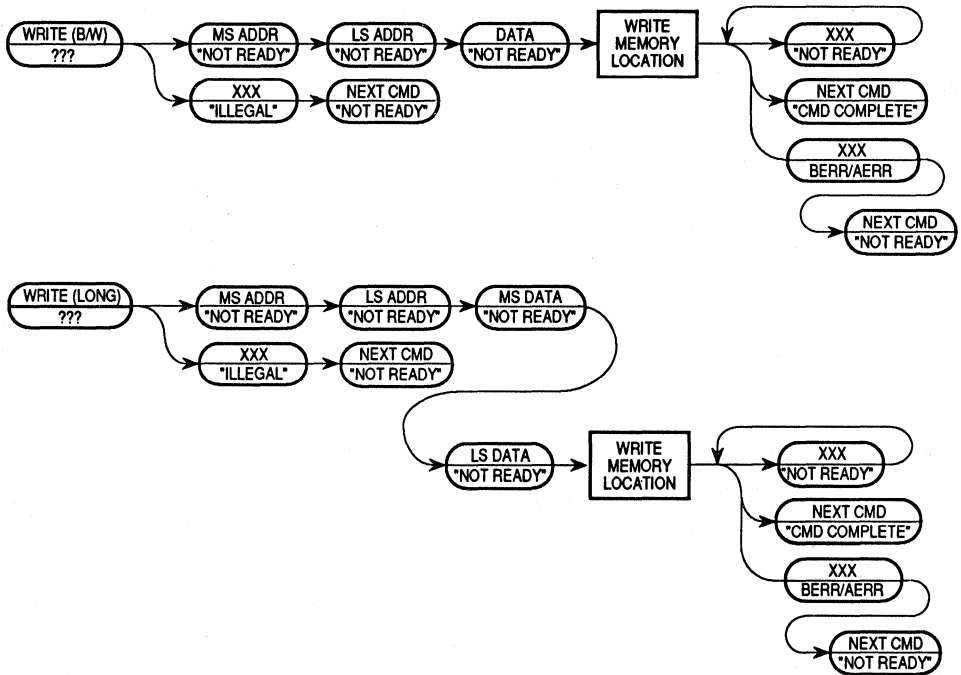 WRITE (B/W)
???
MS ADDR
"NOT READY"
LS ADDR
"NOT READY"
DATA
"NOT READY"
WRITE
MEMORY
LOCATION
XXX
"NOT READY"
XXX
"ILLEGAL"
NEXT CMD
"NOT READY"
NEXT CMD
"CMD COMPLETE"
XXX
BERR/AERR
NEXT CMD
"NOT READY"
WRITE (LONG)
???
MS ADDR
"NOT READY"
LS ADDR
"NOT READY"
MS DATA
"NOT READY"
XXX
"ILLEGAL"
NEXT CMD
"NOT READY"
LS DATA
"NOT READY"
WRITE
MEMORY
LOCATION
XXX
"NOT READY"
NEXT CMD
"CMD COMPLETE"
XXX
BERR/AERR
NEXT CMD
"NOT READY"